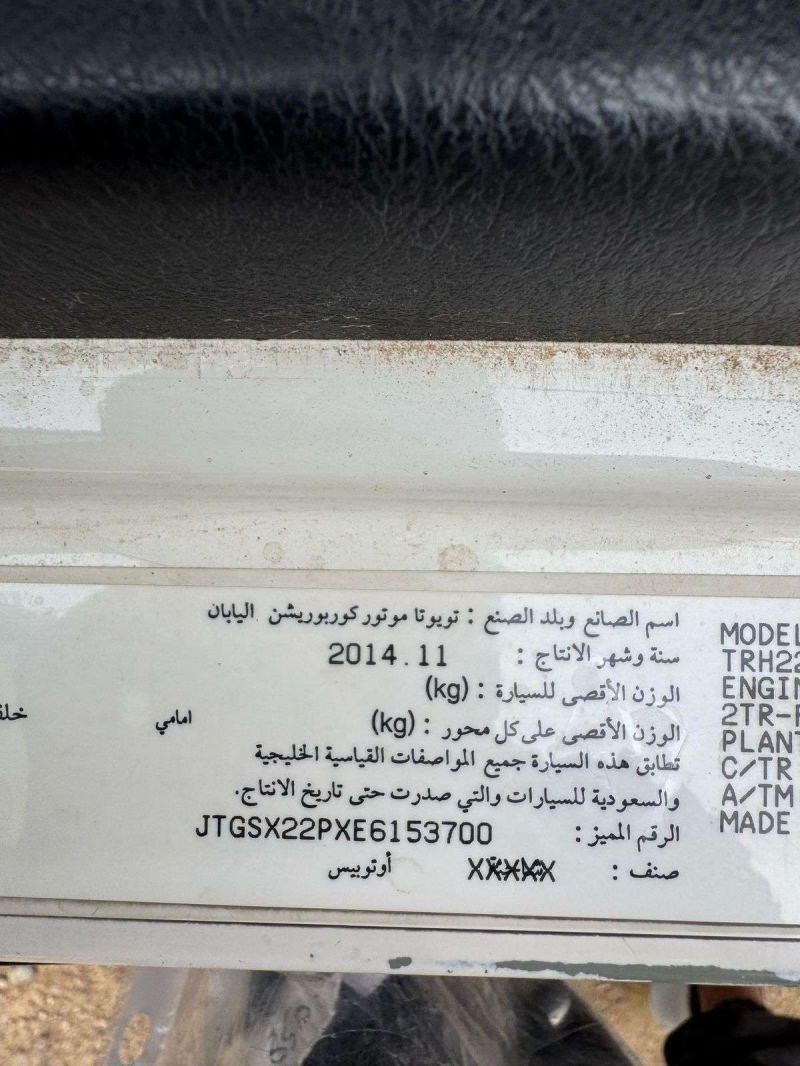 اسم الصانع وبلد الصنع : تويوتا موتور كوربوريشن اليابان
سنة وشهر الانتاج : 2014.11
الوزن الأقصى للسيارة : (kg)
الوزن الأقصى على كل محور : (kg) امامي
تطابق هذه السيارة جميع المواصفات القياسية الخليجية
والسعودية للسيارات والتي صدرت حتى تاريخ الانتاج.
الرقم المميز : JTGSX22PXE6153700
صنف : XXXXX أوتوبيس
MODEL
TRH22
ENGIN
2TR-F
PLANT
C/TR
A/TM
MADE